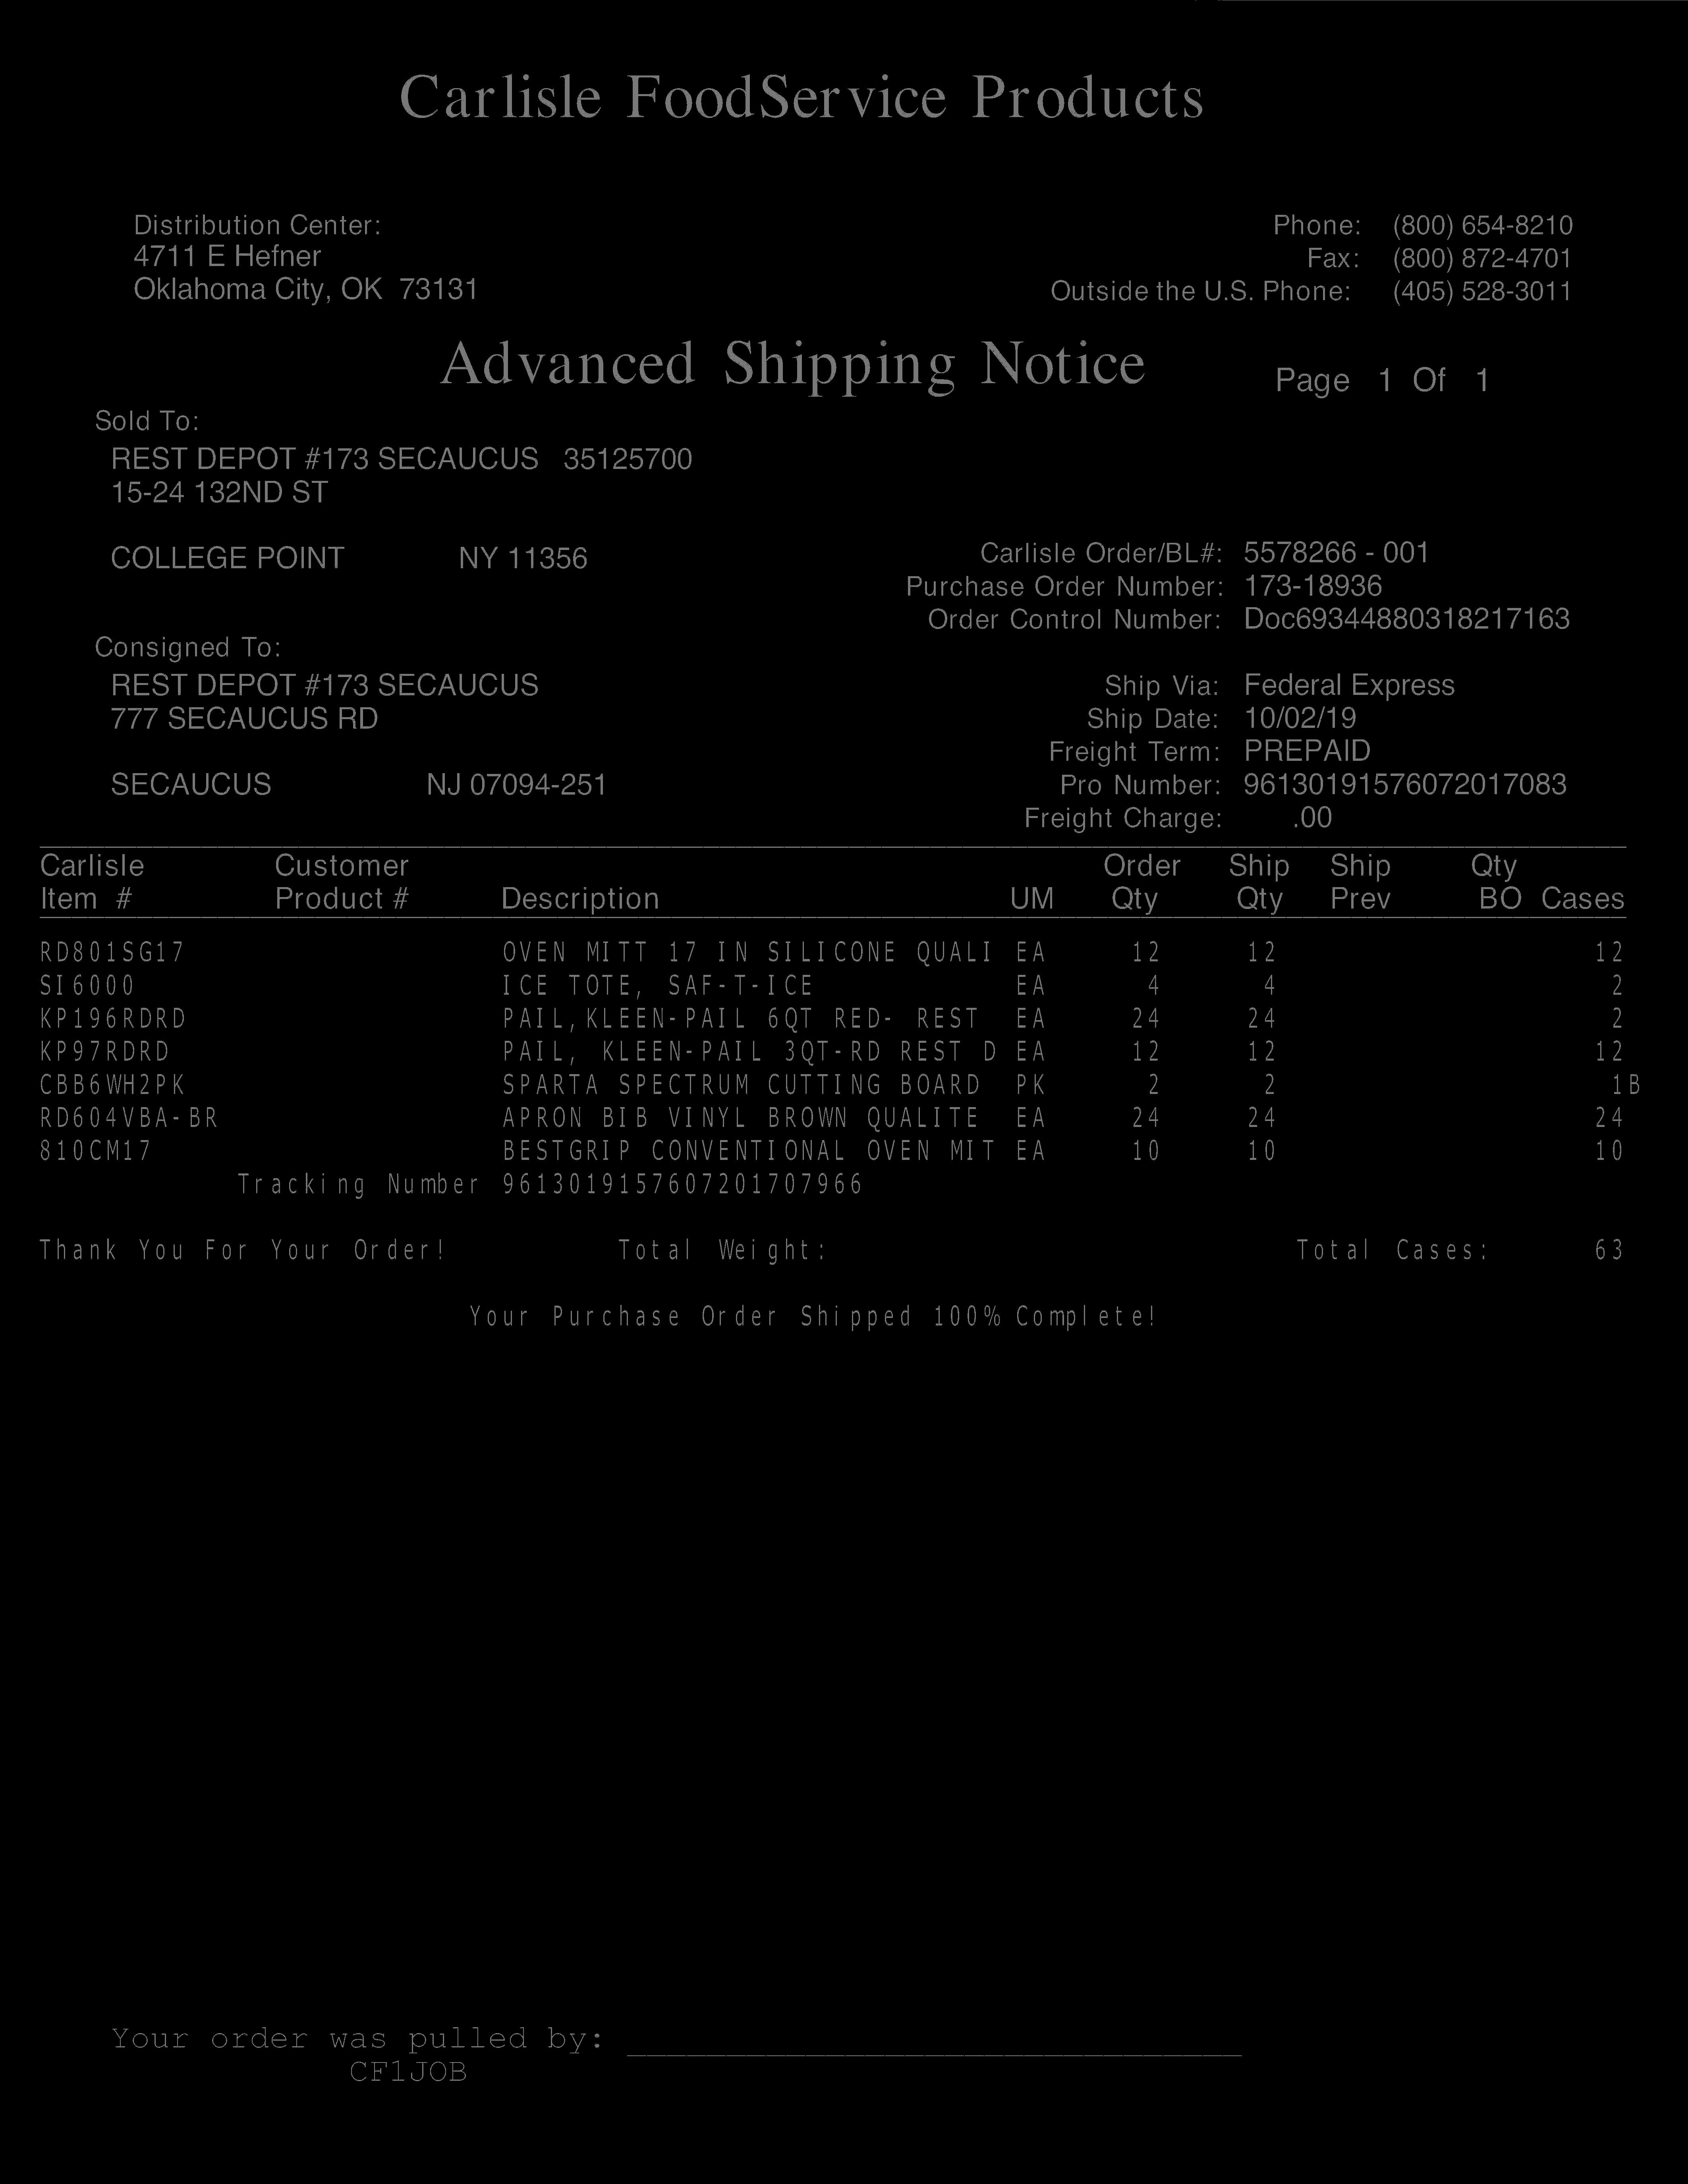 Carlisle FoodService Products
Distribution Center: Phone: (800) 654-8210
4711 E Hefner Fax: (800) 872-4701
Oklahoma City, OK 73131 Outside the U.S. Phone: (405) 528-3011
Advanced Shipping Notice Page 1 Of 1
Sold To:
REST DEPOT #173 SECAUCUS 35125700
15-24 132ND ST
COLLEGE POINT NY 11356 Carlisle Order/BL#: 5578266 - 001
Purchase Order Number: 173-18936
Order Control Number: Doc69344880318217163
Consigned To:
REST DEPOT #173 SECAUCUS Ship Via: Federal Express
777 SECAUCUS RD Ship Date: 10/02/19
Freight Term: PREPAID
SECAUCUS NJ 07094-251 Pro Number: 96130191576072017083
Freight Charge: .00
Carlisle Customer Order Ship Ship Qty
Item # Product # Description UM Qty Qty Prev BO Cases
RD801SG17 OVEN MITT 17 IN SILICONE QUALI EA 12 12 12
SI6000 ICE TOTE, SAF-T-ICE EA 4 4 2
KP196RDRD PAIL,KLEEN-PAIL 6QT RED- REST EA 24 24 2
KP97RDRD PAIL, KLEEN-PAIL 3QT-RD REST D EA 12 12 12
CBB6WH2PK SPARTA SPECTRUM CUTTING BOARD PK 2 2 1B
RD604VBA-BR APRON BIB VINYL BROWN QUALITE EA 24 24 24
810CM17 BESTGRIP CONVENTIONAL OVEN MIT EA 10 10 10
Tracking Number 9613019157607201707966
Thank You For Your Order! Total Weight: Total Cases: 63
Your Purchase Order Shipped 100% Complete!
Your order was pulled by:
CF1JOB